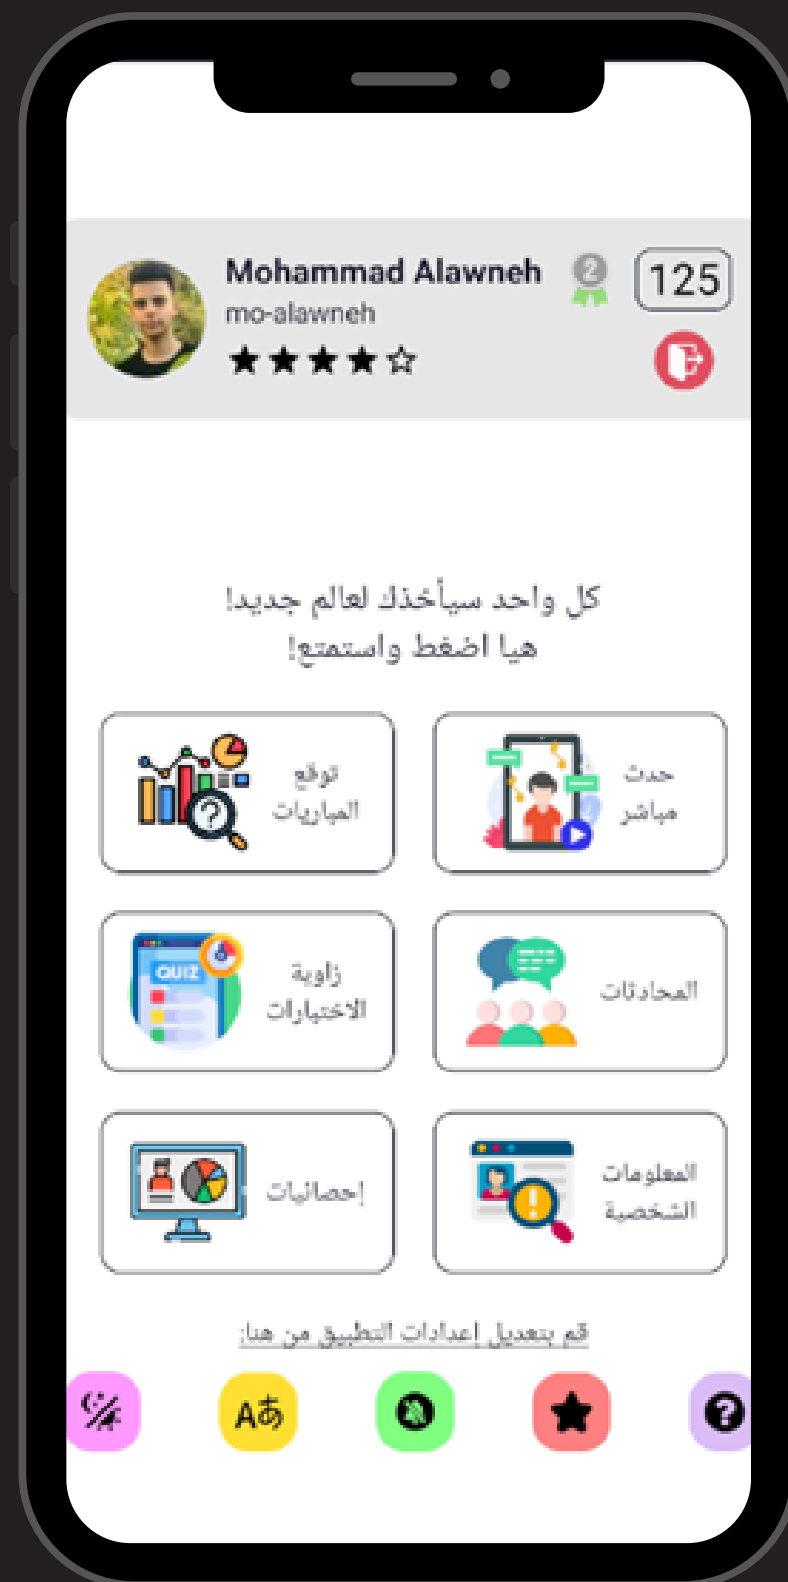 Mohammad Alawneh
2
125
mo-alawneh
كل واحد سيأخذك لعالم جديد!
هيا اضغط واستمتع!
حدث
مباشر
توقع
المباريات
?
المحادثات
QUIZ
زاوية
الاختبارات
المعلومات
الشخصية
!
إحصائيات
قم بتعديل إعدادات التطبيق من هنا:
Aあ
?